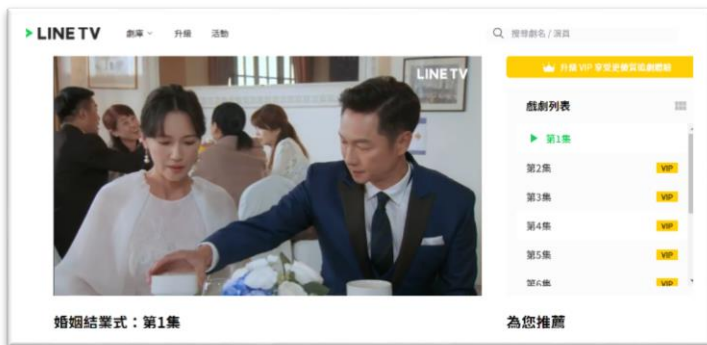 LINE TV
劇庫
升級
活動
搜尋劇名 / 演員
LINE TV
升級 VIP 享受更優質追劇體驗
戲劇列表
第1集
第2集 VIP
第3集 VIP
第4集 VIP
第5集 VIP
第6集 VIP
婚姻結業式：第1集
為您推薦